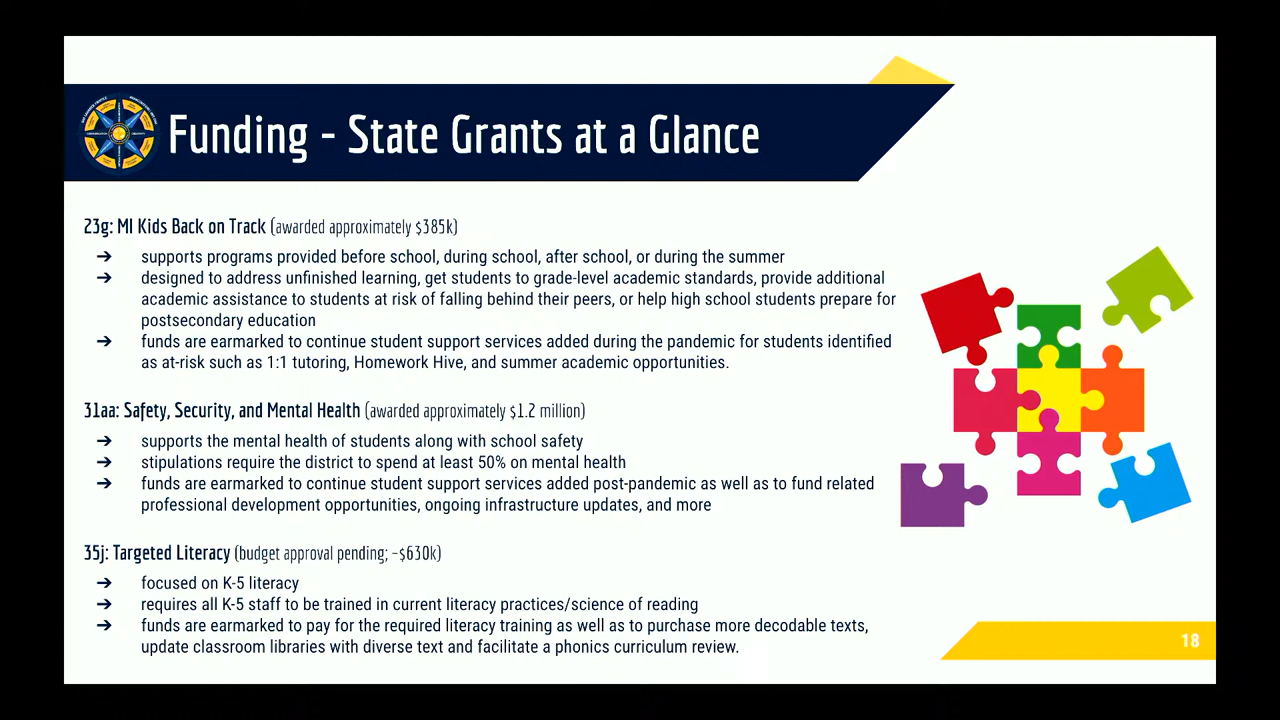 Funding - State Grants at a Glance
23g: MI Kids Back on Track (awarded approximately $385k)
➔ supports programs provided before school, during school, after school, or during the summer
➔ designed to address unfinished learning, get students to grade-level academic standards, provide additional
academic assistance to students at risk of falling behind their peers, or help high school students prepare for
postsecondary education
➔ funds are earmarked to continue student support services added during the pandemic for students identified
as at-risk such as 1:1 tutoring, Homework Hive, and summer academic opportunities.
31aa: Safety, Security, and Mental Health (awarded approximately $1.2 million)
➔ supports the mental health of students along with school safety
➔ stipulations require the district to spend at least 50% on mental health
➔ funds are earmarked to continue student support services added post-pandemic as well as to fund related
professional development opportunities, ongoing infrastructure updates, and more
35j: Targeted Literacy (budget approval pending; ~$630k)
➔ focused on K-5 literacy
➔ requires all K-5 staff to be trained in current literacy practices/science of reading
➔ funds are earmarked to pay for the required literacy training as well as to purchase more decodable texts,
update classroom libraries with diverse text and facilitate a phonics curriculum review.
18